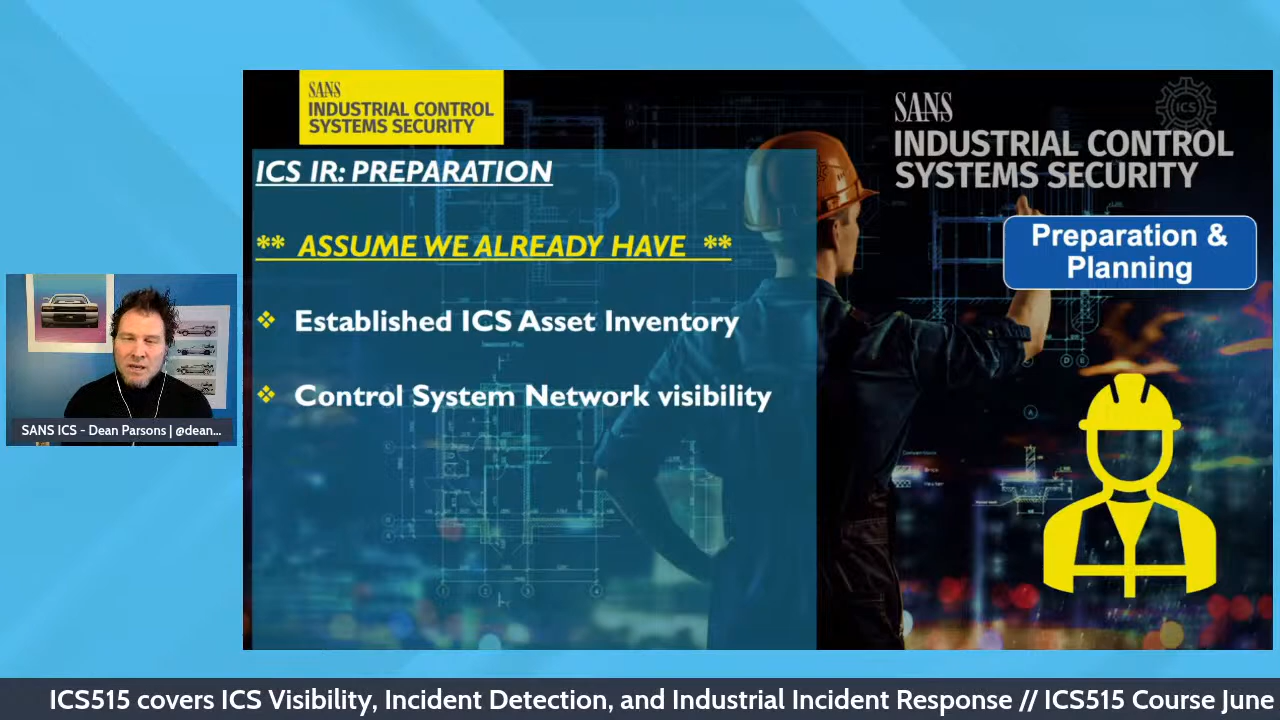 SANS
INDUSTRIAL CONTROL
SYSTEMS SECURITY
SANS
ICS
INDUSTRIAL CONTROL
SYSTEMS SECURITY
ICS IR: PREPARATION
Preparation &
Planning
** ASSUME WE ALREADY HAVE **
❖ Established ICS Asset Inventory
❖ Control System Network visibility
SANS ICS - Dean Parsons | @dean...
ICS515 covers ICS Visibility, Incident Detection, and Industrial Incident Response // ICS515 Course June